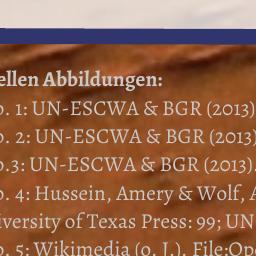 ellen Abbildungen:
b. 1: UN-ESCWA & BGR (2013)
b. 2: UN-ESCWA & BGR (2013)
b.3: UN-ESCWA & BGR (2013).
b. 4: Hussein, Amery & Wolf, A
iversity of Texas Press: 99; UN
b. 5: Wikimedia (o. J.). File:Ope